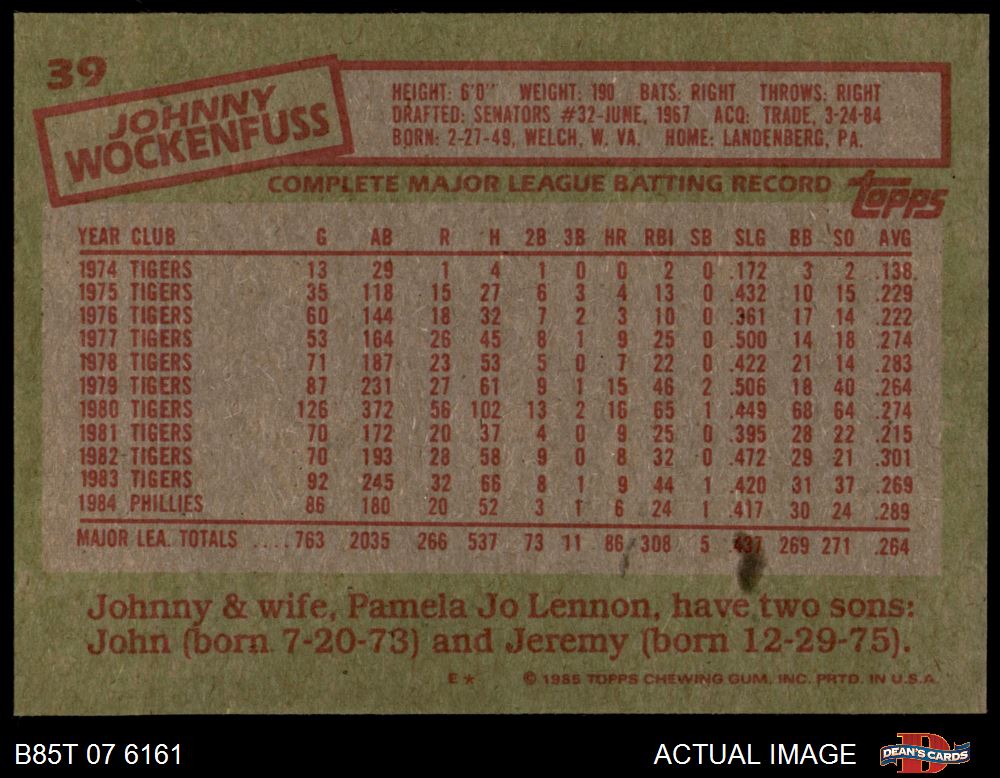 39
JOHNNY
WOCKENFUSS
HEIGHT: 6'0" WEIGHT: 190 BATS: RIGHT THROWS: RIGHT
DRAFTED: SENATORS #32-JUNE, 1967 ACQ: TRADE, 3-24-84
BORN: 2-27-49, WELCH, W. VA. HOME: LANDENBERG, PA.
COMPLETE MAJOR LEAGUE BATTING RECORD topps
YEAR CLUB G AB R H 2B 3B HR RBI SB SLG BB SO AVG
1974 TIGERS 13 29 1 4 1 0 0 2 0 .172 3 2 .138
1975 TIGERS 35 118 15 27 6 3 4 13 0 .432 10 15 .229
1976 TIGERS 60 144 18 32 7 2 3 10 0 .361 17 14 .222
1977 TIGERS 53 164 26 45 8 1 9 25 0 .500 14 18 .274
1978 TIGERS 71 187 23 53 5 0 7 22 0 .422 21 14 .283
1979 TIGERS 87 231 27 61 9 1 15 46 2 .506 18 40 .264
1980 TIGERS 126 372 56 102 13 2 16 65 1 .449 68 64 .274
1981 TIGERS 70 172 20 37 4 0 9 25 0 .395 28 22 .215
1982 TIGERS 70 193 28 58 9 0 8 32 0 .472 29 21 .301
1983 TIGERS 92 245 32 66 8 1 9 44 1 .420 31 37 .269
1984 PHILLIES 86 180 20 52 3 1 6 24 1 .417 30 24 .289
MAJOR LEA. TOTALS ....763 2035 266 537 73 11 86 308 5 .437 269 271 .264
Johnny & wife, Pamela Jo Lennon, have two sons:
John (born 7-20-73) and Jeremy (born 12-29-75).
E* © 1985 TOPPS CHEWING GUM, INC. PRTD. IN U.S.A.
B85T 07 6161 ACTUAL IMAGE DEAN'S CARDS